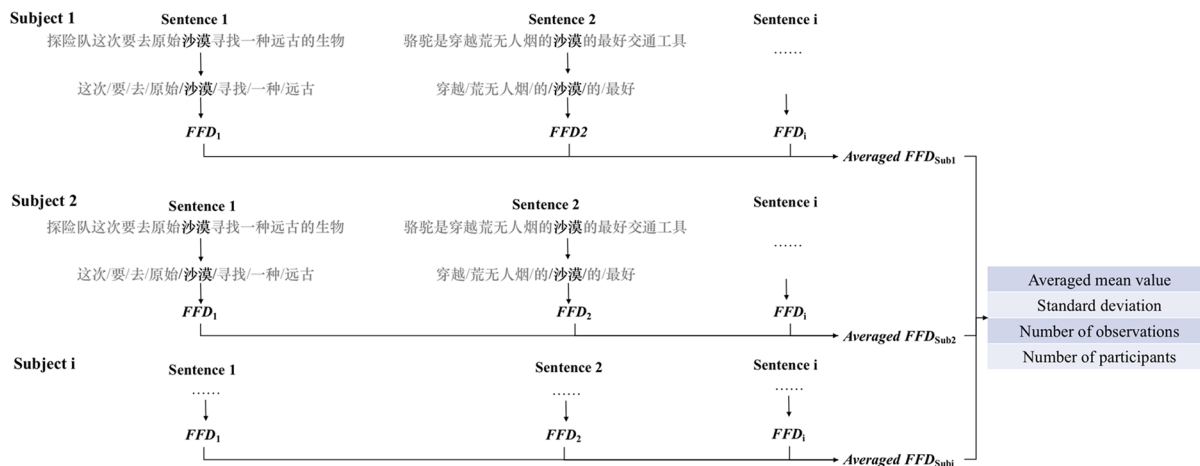 Subject 1
Sentence 1
Sentence 2
Sentence i
探险队这次要去原始沙漠寻找一种远古的生物
骆驼是穿越荒无人烟的沙漠的最好交通工具
......
这次/要/去/原始/沙漠/寻找/一种/远古
穿越/荒无人烟/的/沙漠/的/最好
FFD1
FFD2
FFDi
Averaged FFDSub1
Subject 2
Sentence 1
Sentence 2
Sentence i
探险队这次要去原始沙漠寻找一种远古的生物
骆驼是穿越荒无人烟的沙漠的最好交通工具
......
这次/要/去/原始/沙漠/寻找/一种/远古
穿越/荒无人烟/的/沙漠/的/最好
FFD1
FFD2
FFDi
Averaged FFDSub2
Averaged mean value
Standard deviation
Number of observations
Number of participants
Subject i
Sentence 1
Sentence 2
Sentence i
......
......
......
FFD1
FFD2
FFDi
Averaged FFDSubi